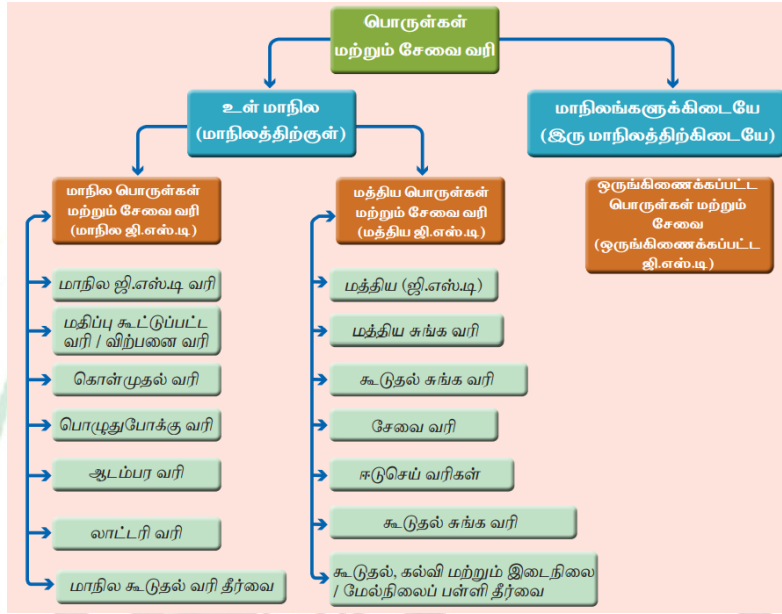 பொருள்கள்
மற்றும் சேவை வரி
உள் மாநில
(மாநிலத்திற்குள்)
மாநிலங்களுக்கிடையே
(இரு மாநிலத்திற்கிடையே)
மாநில பொருள்கள்
மற்றும் சேவை வரி
(மாநில ஜி.எஸ்.டி)
மாநில ஜி.எஸ்.டி வரி
மதிப்பு கூட்டுப்பட்ட
வரி / விற்பனை வரி
கொள்முதல் வரி
பொழுதுபோக்கு வரி
ஆடம்பர வரி
லாட்டரி வரி
மாநில கூடுதல் வரி தீர்வை
மத்திய பொருள்கள்
மற்றும் சேவை வரி
(மத்திய ஜி.எஸ்.டி)
மத்திய (ஜி.எஸ்.டி)
மத்திய சுங்க வரி
கூடுதல் சுங்க வரி
சேவை வரி
ஈடுசெய் வரிகள்
கூடுதல் சுங்க வரி
கூடுதல், கல்வி மற்றும் இடைநிலை
/ மேல்நிலைப் பள்ளி தீர்வை
ஒருங்கிணைக்கப்பட்ட
பொருள்கள் மற்றும்
சேவை
(ஒருங்கிணைக்கப்பட்ட
ஜி.எஸ்.டி)